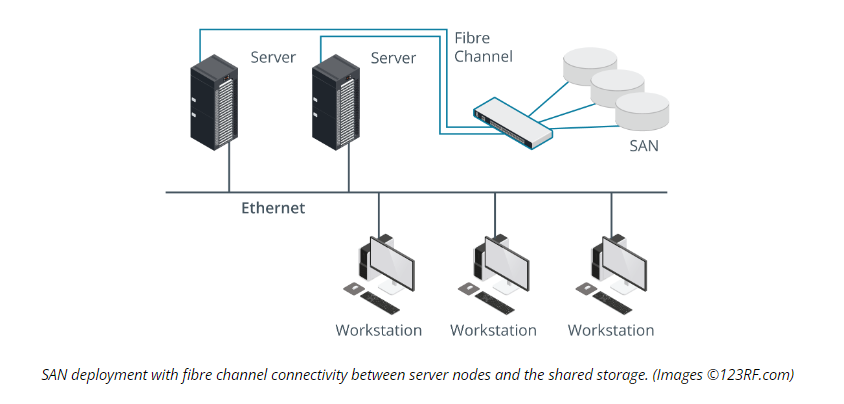 Server
Server
Fibre
Channel
SAN
Ethernet
Workstation
Workstation
Workstation
SAN deployment with fibre channel connectivity between server nodes and the shared storage. (Images ©123RF.com)